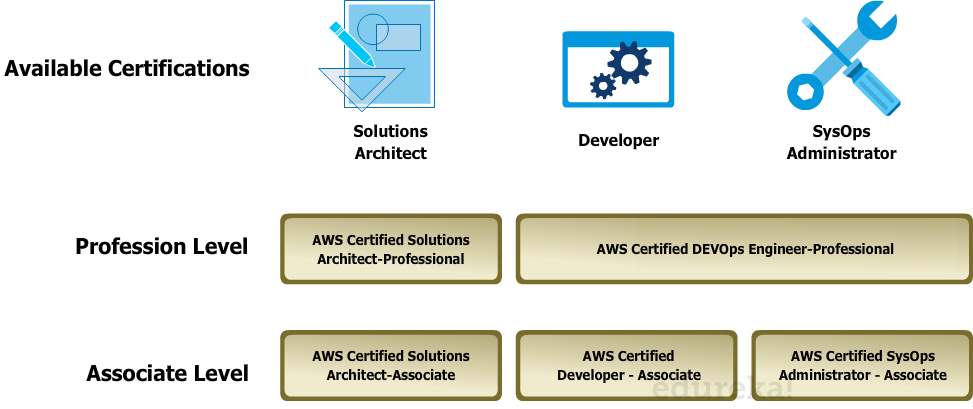 Available Certifications
Solutions
Architect
Developer
SysOps
Administrator
Profession Level
AWS Certified Solutions
Architect-Professional
AWS Certified DEVOps Engineer-Professional
Associate Level
AWS Certified Solutions
Architect-Associate
AWS Certified
Developer - Associate
AWS Certified SysOps
Administrator - Associate
edureka!